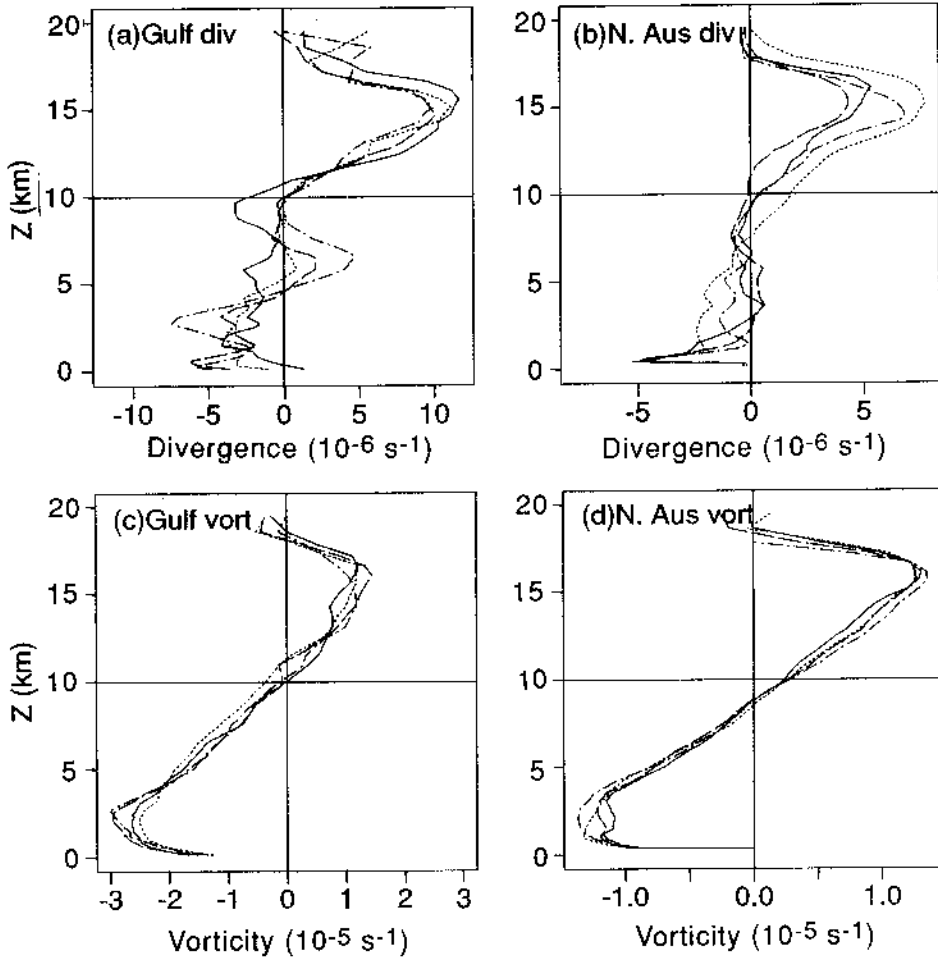 (a)Gulf div
(b)N. Aus div
20
15
10
5
0
Z (km)
20
15
10
5
0
-10 -5 0 5 10
-5 0 5
Divergence (10-6 s-1)
Divergence (10-6 s-1)
(c)Gulf vort
(d)N. Aus vort
20
15
10
5
0
Z (km)
20
15
10
5
0
-3 -2 -1 0 1 2 3
-1.0 0.0 1.0
Vorticity (10-5 s-1)
Vorticity (10-5 s-1)